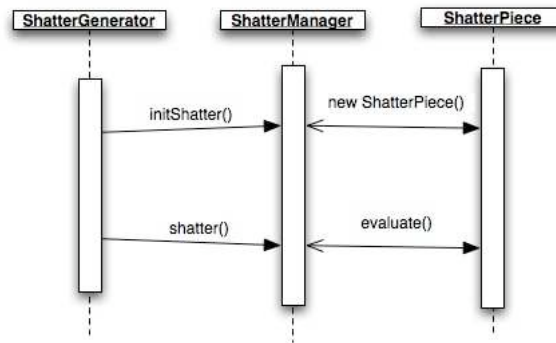 ShatterGenerator
ShatterManager
ShatterPiece
initShatter()
new ShatterPiece()
shatter()
evaluate()